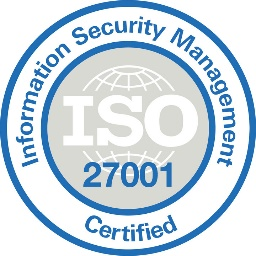 Information Security Management
ISO
27001
Certified